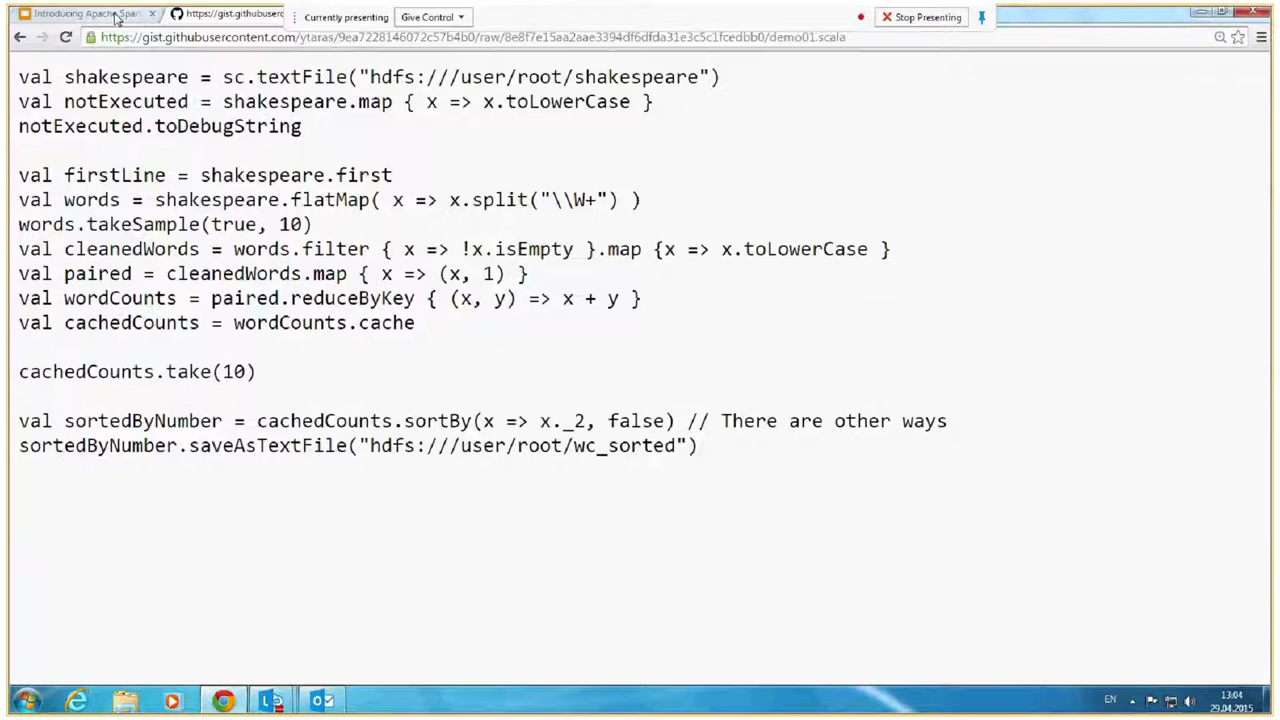 Introducing Apache Spar
https://gist.githubuserc
Currently presenting
Give Control
Stop Presenting
https://gist.githubusercontent.com/ytaras/9ea7228146072c57b4b0/raw/8e8f7e15aa2aae3394df6dfda31e3c5c1fcedbb0/demo01.scala
val shakespeare = sc.textFile("hdfs:///user/root/shakespeare")
val notExecuted = shakespeare.map { x => x.toLowerCase }
notExecuted.toDebugString
val firstLine = shakespeare.first
val words = shakespeare.flatMap( x => x.split("\\W+") )
words.takeSample(true, 10)
val cleanedWords = words.filter { x => !x.isEmpty }.map {x => x.toLowerCase }
val paired = cleanedWords.map { x => (x, 1) }
val wordCounts = paired.reduceByKey { (x, y) => x + y }
val cachedCounts = wordCounts.cache
cachedCounts.take(10)
val sortedByNumber = cachedCounts.sortBy(x => x._2, false) // There are other ways
sortedByNumber.saveAsTextFile("hdfs:///user/root/wc_sorted")
EN
13:04
29.04.2015